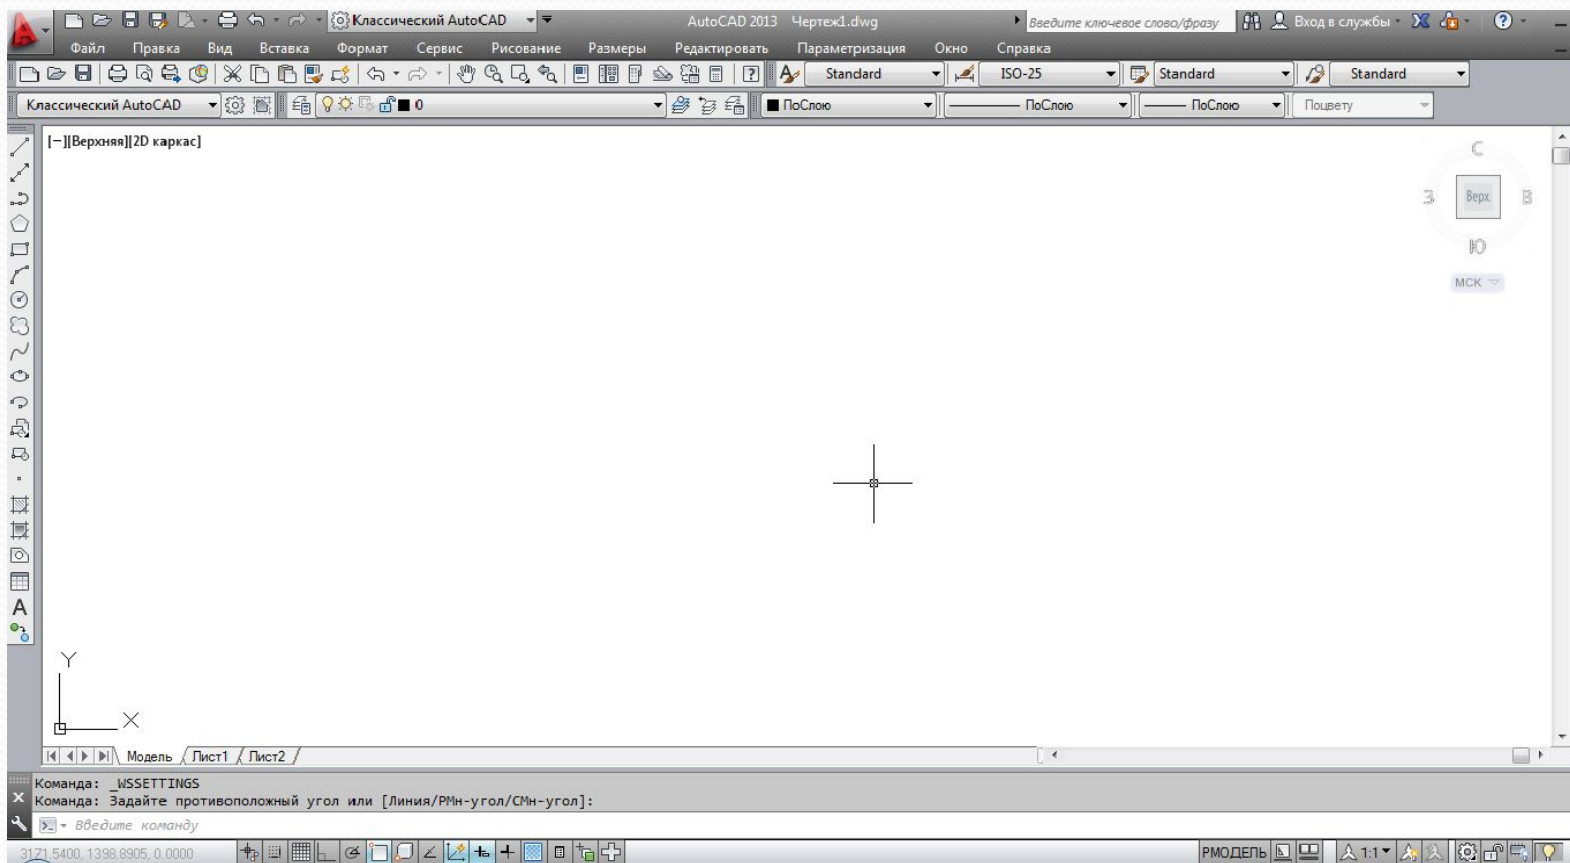 Классический AutoCAD
AutoCAD 2013 Чертеж1.dwg
Введите ключевое слово/фразу
Вход в службы
Файл Правка Вид Вставка Формат Сервис Рисование Размеры Редактировать Параметризация Окно Справка
Standard ISO-25 Standard Standard
Классический AutoCAD 0 ПоСлою ПоСлою ПоСлою Поцвету
[−][Верхняя][2D каркас]
С
З Верх В
Ю
МСК
A
Y
X
Модель Лист1 Лист2
Команда: _WSSETTINGS
Команда: Задайте противоположный угол или [Линия/РМн-угол/СМн-угол]:
Введите команду
3171.5400, 1398.8905, 0.0000 РМОДЕЛЬ 1:1